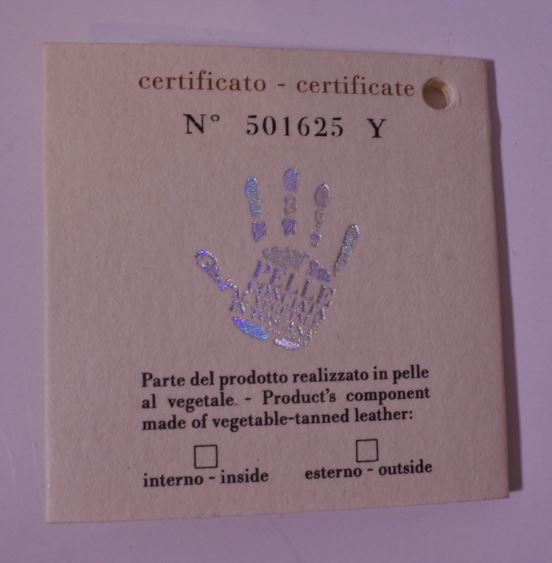 certificato - certificate
N° 501625 Y
PELLE
Parte del prodotto realizzato in pelle
al vegetale - Product's component
made of vegetable-tanned leather:
interno - inside esterno - outside